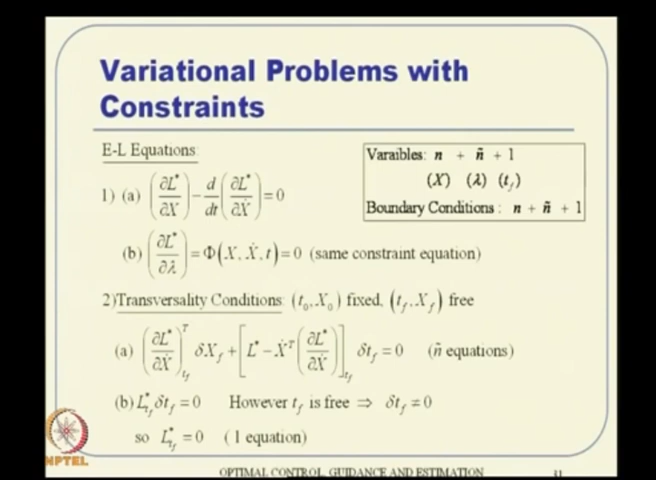 Variational Problems with
Constraints
E-L Equations:
Varaibles: n + ñ + 1
(X) (λ) (t_f)
Boundary Conditions : n + ñ + 1
1) (a) (∂L*/∂X) − d/dt (∂L*/∂Ẋ) = 0
(b) (∂L*/∂λ) = Φ(X, Ẋ, t) = 0 (same constraint equation)
2)Transversality Conditions: (t_0, X_0) fixed, (t_f, X_f) free
(a) (∂L*/∂Ẋ)^T_{t_f} δX_f + [L* − Ẋ^T (∂L*/∂Ẋ)]_{t_f} δt_f = 0 (ñ equations)
(b) L*_{t_f} δt_f = 0 However t_f is free ⇒ δt_f ≠ 0
so L*_{t_f} = 0 ( 1 equation)
NPTEL
OPTIMAL CONTROL, GUIDANCE AND ESTIMATION
31